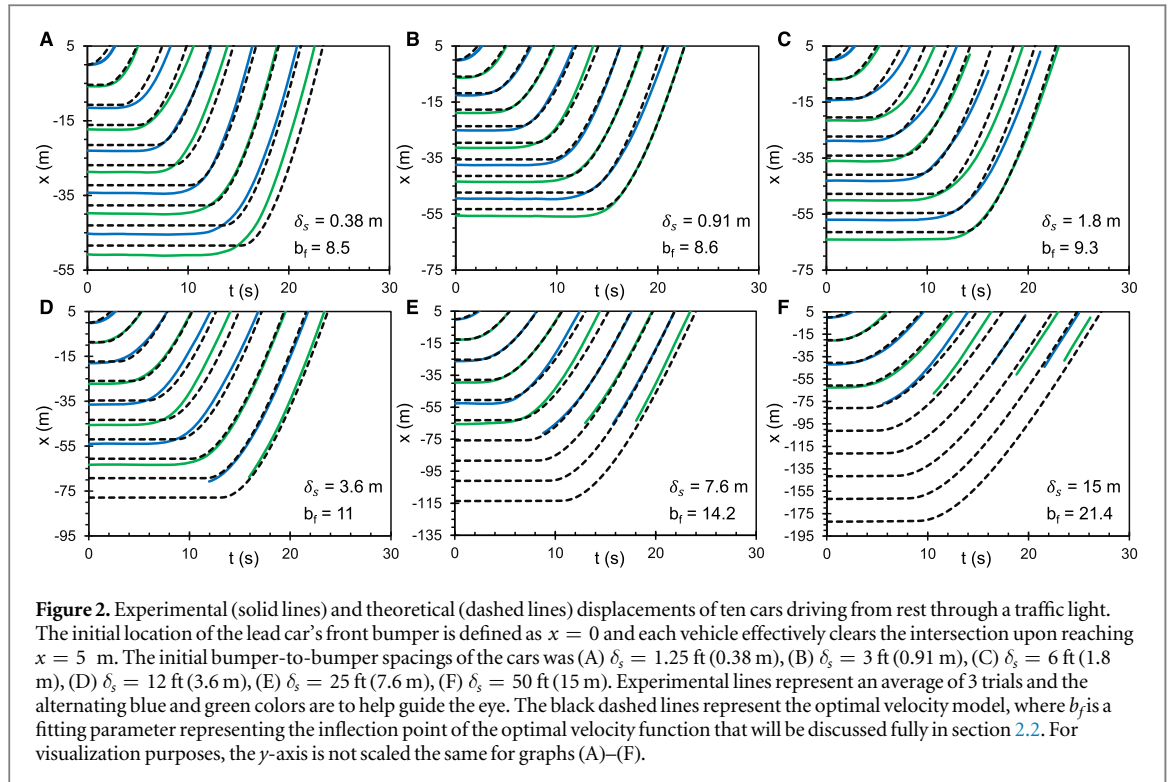 A
B
C
5
-15
-35
-55
x (m)
0
10
20
30
t (s)
δs = 0.38 m
bf = 8.5
5
-15
-35
-55
-75
x (m)
0
10
20
30
t (s)
δs = 0.91 m
bf = 8.6
5
-15
-35
-55
-75
x (m)
0
10
20
30
t (s)
δs = 1.8 m
bf = 9.3
D
E
F
5
-15
-35
-55
-75
-95
x (m)
0
10
20
30
t (s)
δs = 3.6 m
bf = 11
5
-15
-35
-55
-75
-95
-115
-135
x (m)
0
10
20
30
t (s)
δs = 7.6 m
bf = 14.2
5
-15
-35
-55
-75
-95
-115
-135
-155
-175
-195
x (m)
0
10
20
30
t (s)
δs = 15 m
bf = 21.4
Figure 2. Experimental (solid lines) and theoretical (dashed lines) displacements of ten cars driving from rest through a traffic light.
The initial location of the lead car's front bumper is defined as x = 0 and each vehicle effectively clears the intersection upon reaching
x = 5 m. The initial bumper-to-bumper spacings of the cars was (A) δs = 1.25 ft (0.38 m), (B) δs = 3 ft (0.91 m), (C) δs = 6 ft (1.8
m), (D) δs = 12 ft (3.6 m), (E) δs = 25 ft (7.6 m), (F) δs = 50 ft (15 m). Experimental lines represent an average of 3 trials and the
alternating blue and green colors are to help guide the eye. The black dashed lines represent the optimal velocity model, where bf is a
fitting parameter representing the inflection point of the optimal velocity function that will be discussed fully in section 2.2. For
visualization purposes, the y-axis is not scaled the same for graphs (A)–(F).